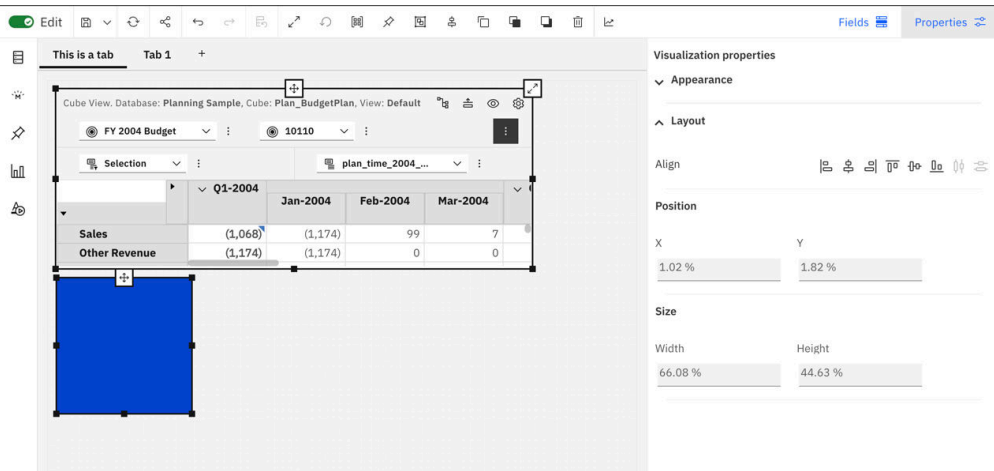 Edit
Fields
Properties
This is a tab
Tab 1
+
Visualization properties
Appearance
Cube View. Database: Planning Sample, Cube: Plan_BudgetPlan, View: Default
FY 2004 Budget
10110
Layout
Selection
plan_time_2004_...
Align
Q1-2004
Jan-2004 Feb-2004 Mar-2004
Position
Sales (1,068) (1,174) 99 7
Other Revenue (1,174) (1,174) 0 0
X Y
1.02 % 1.82 %
Size
Width Height
66.08 % 44.63 %